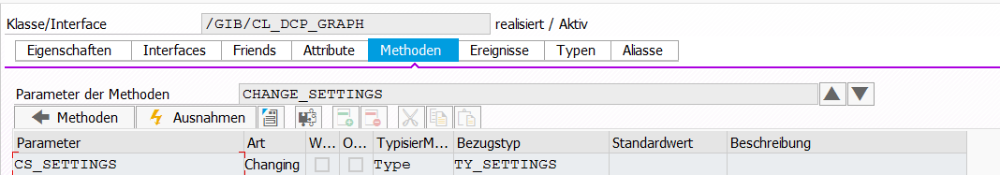 Klasse/Interface /GIB/CL_DCP_GRAPH realisiert / Aktiv
Eigenschaften Interfaces Friends Attribute Methoden Ereignisse Typen Aliasse
Parameter der Methoden CHANGE_SETTINGS
Methoden Ausnahmen
Parameter Art W... O... TypisierM... Bezugstyp Standardwert Beschreibung
CS_SETTINGS Changing Type TY_SETTINGS